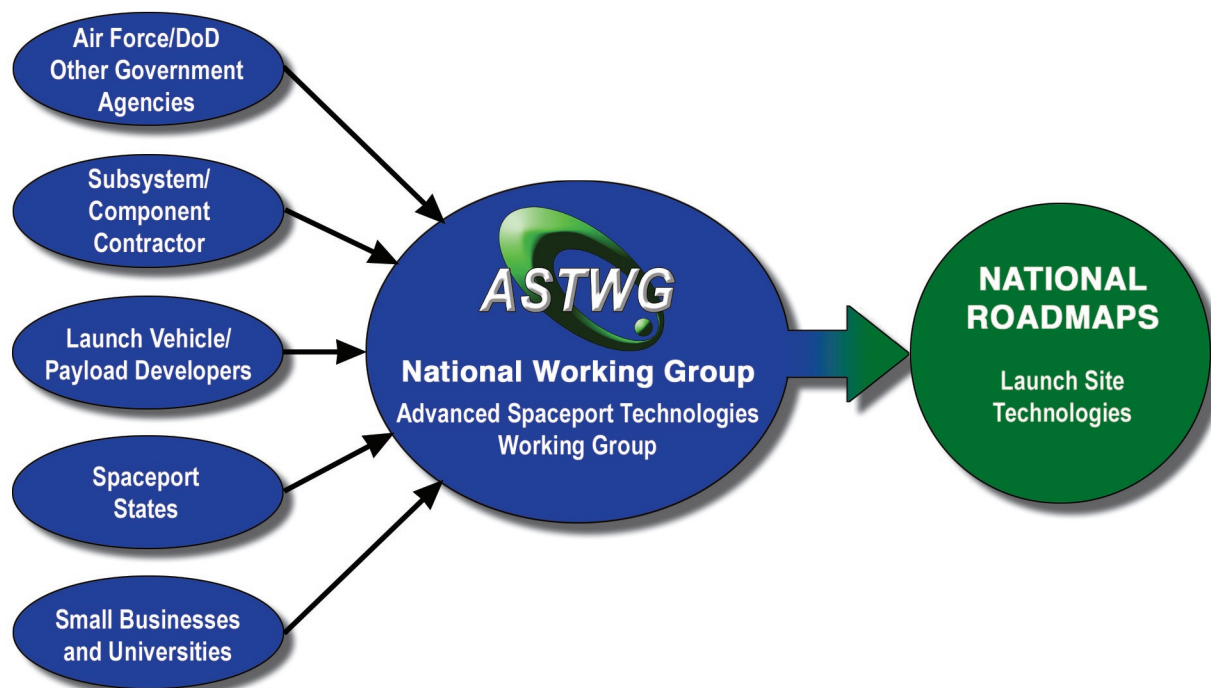 Air Force/DoD
Other Government
Agencies
Subsystem/
Component
Contractor
Launch Vehicle/
Payload Developers
Spaceport
States
Small Businesses
and Universities
ASTWG
National Working Group
Advanced Spaceport Technologies
Working Group
NATIONAL
ROADMAPS
Launch Site
Technologies